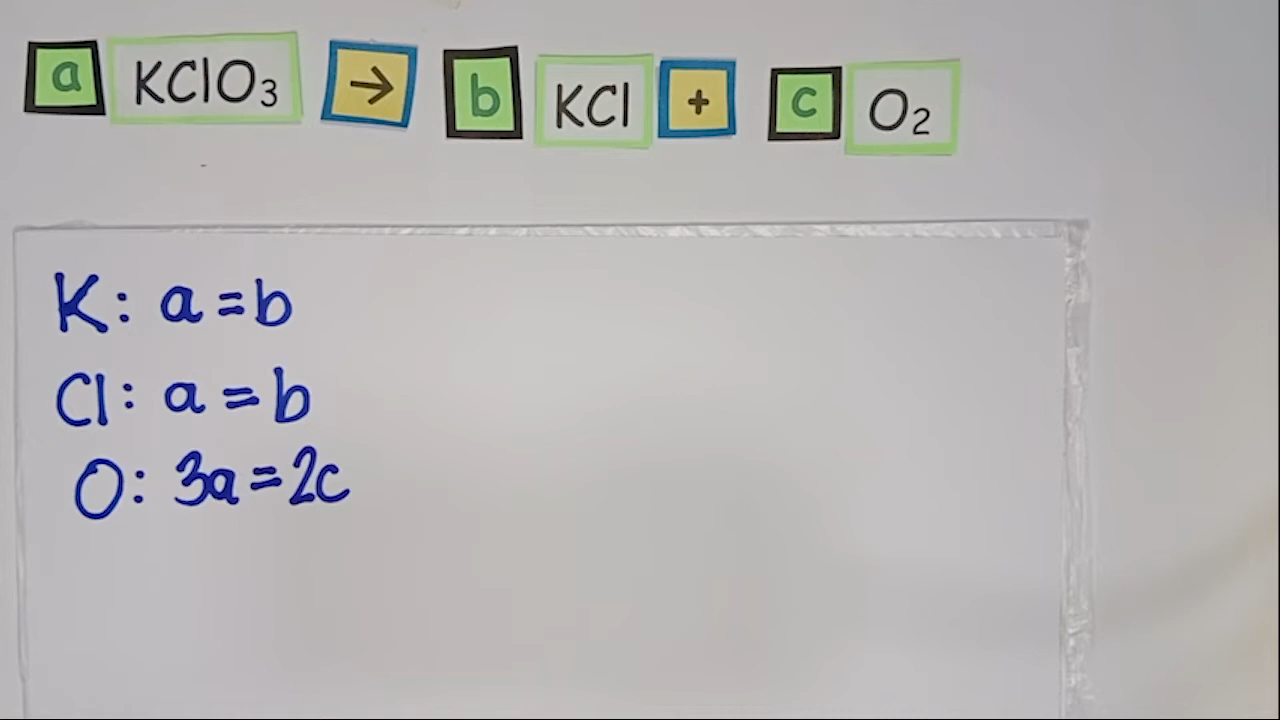 a KClO₃ → b KCl + c O₂
K: a = b
Cl: a = b
O: 3a = 2c